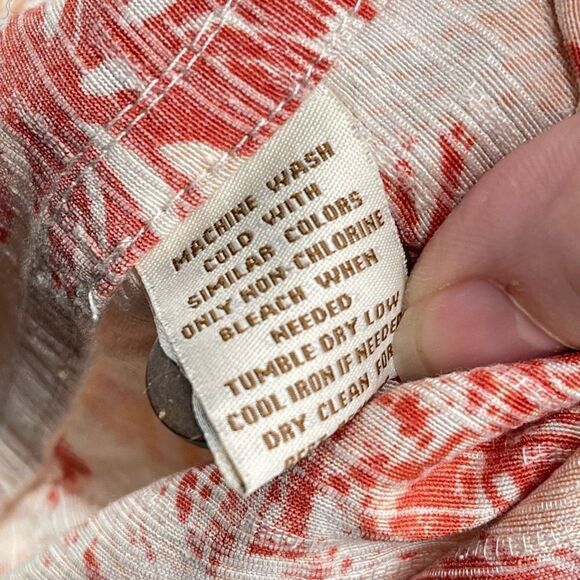 MACHINE WASH
COLD WITH
SIMILAR COLORS
ONLY NON-CHLORINE
BLEACH WHEN
NEEDED
TUMBLE DRY LOW
COOL IRON IF NEEDED
DRY CLEAN FOR